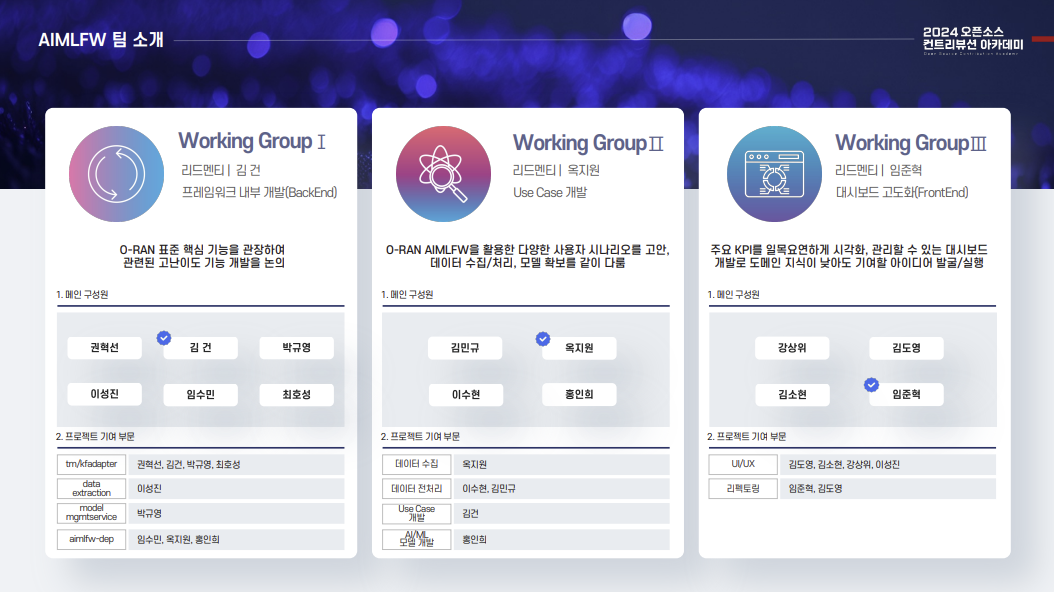 AIMLFW 팀 소개
2024 오픈소스
컨트리뷰션 아카데미
Open Source Contribution Academy
Working Group Ⅰ
리드멘티 | 김 건
프레임워크 내부 개발(BackEnd)
O-RAN 표준 핵심 기능을 관장하여
관련된 고난이도 기능 개발을 논의
1. 메인 구성원
권혁선
김 건
박규영
이성진
임수민
최호성
2. 프로젝트 기여 부문
tm/kfadapter
권혁선, 김건, 박규영, 최호성
data
extraction
이성진
model
mgmtservice
박규영
aimlfw-dep
임수민, 옥지원, 홍인희
Working Group Ⅱ
리드멘티 | 옥지원
Use Case 개발
O-RAN AIMLFW을 활용한 다양한 사용자 시나리오를 고안,
데이터 수집/처리, 모델 확보를 같이 다룸
1. 메인 구성원
김민규
옥지원
이수현
홍인희
2. 프로젝트 기여 부문
데이터 수집
옥지원
데이터 전처리
이수현, 김민규
Use Case
개발
김건
AI/ML
모델 개발
홍인희
Working Group Ⅲ
리드멘티 | 임준혁
대시보드 고도화(FrontEnd)
주요 KPI를 일목요연하게 시각화, 관리할 수 있는 대시보드
개발로 도메인 지식이 낮아도 기여할 아이디어 발굴/실행
1. 메인 구성원
강상위
김도영
김소현
임준혁
2. 프로젝트 기여 부문
UI/UX
김도영, 김소현, 강상위, 이성진
리펙토링
임준혁, 김도영